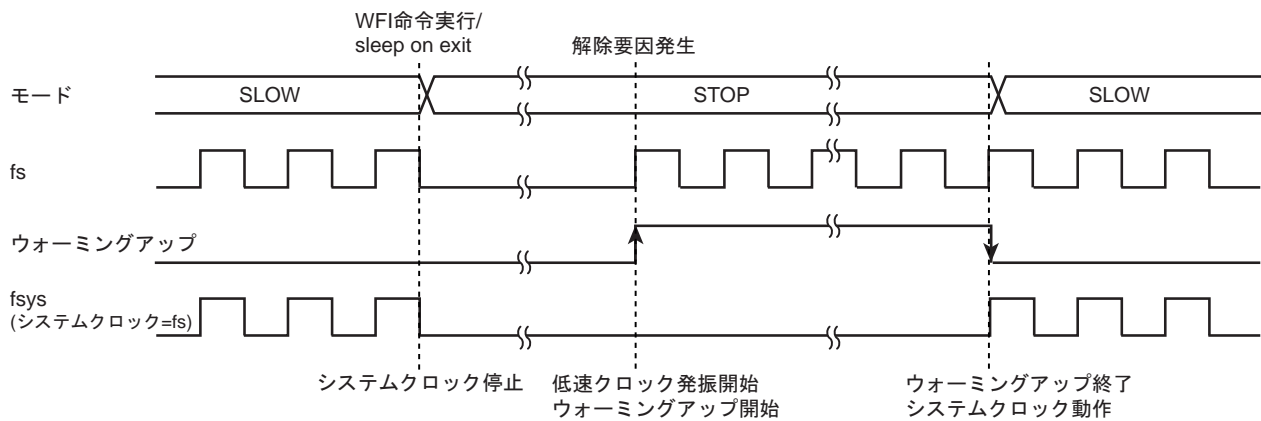 WFI命令実行/
sleep on exit
解除要因発生
モード
SLOW
STOP
SLOW
fs
ウォーミングアップ
fsys
(システムクロック=fs)
システムクロック停止
低速クロック発振開始
ウォーミングアップ開始
ウォーミングアップ終了
システムクロック動作